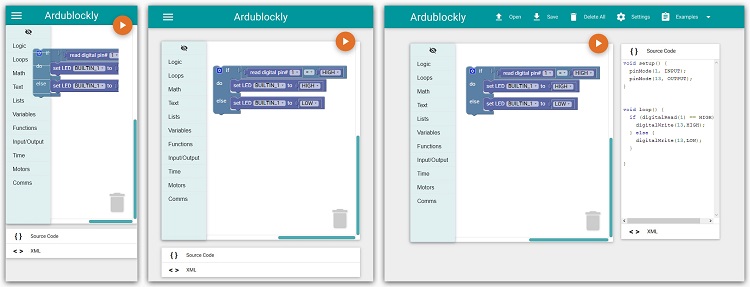 Ardublockly
Logic
Loops
Math
Text
Lists
Variables
Functions
Input/Output
Time
Motors
Comms
if read digital pin# 1
do set LED BUILTIN_1 to
else set LED BUILTIN_1 to
{ } Source Code
< > XML
Ardublockly
Logic
Loops
Math
Text
Lists
Variables
Functions
Input/Output
Time
Motors
Comms
if read digital pin# 1 = HIGH
do set LED BUILTIN_1 to HIGH
else set LED BUILTIN_1 to LOW
{ } Source Code
< > XML
Ardublockly Open Save Delete All Settings Examples
Logic
Loops
Math
Text
Lists
Variables
Functions
Input/Output
Time
Motors
Comms
if read digital pin# 1 = HIGH
do set LED BUILTIN_1 to HIGH
else set LED BUILTIN_1 to LOW
{ } Source Code
void setup() {
pinMode(1, INPUT);
pinMode(13, OUTPUT);
}
void loop() {
if (digitalRead(1) == HIGH)
digitalWrite(13,HIGH);
} else {
digitalWrite(13,LOW);
}
}
< > XML